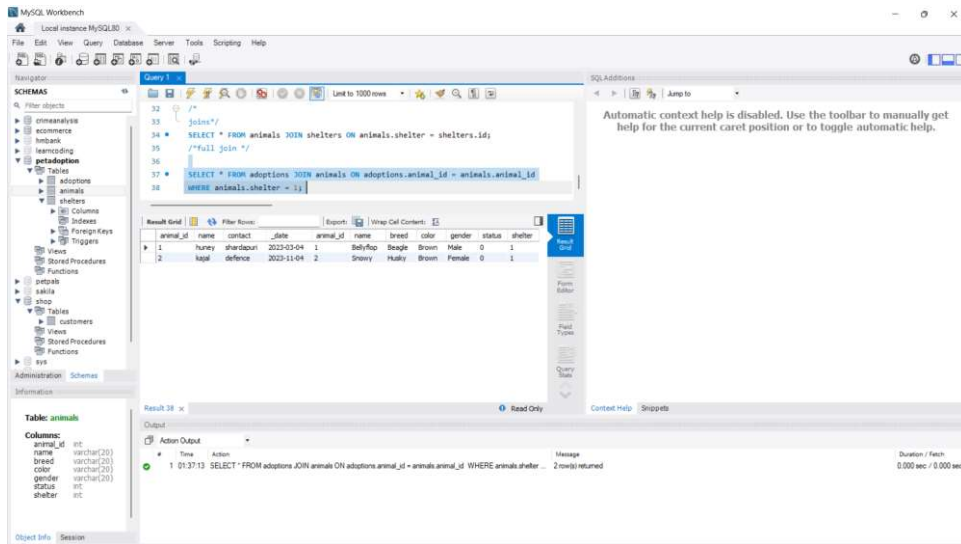 MySQL Workbench
Local instance MySQL80 ×
File Edit View Query Database Server Tools Scripting Help
Navigator
SCHEMAS
Filter objects
crimeanalysis
ecommerce
hmbank
learncoding
petadoption
Tables
adoptions
animals
shelters
Columns
Indexes
Foreign Keys
Triggers
Views
Stored Procedures
Functions
petpals
sakila
shop
Tables
customers
Views
Stored Procedures
Functions
sys
Administration Schemas
Information
Table: animals
Columns:
animal_id int
name varchar(20)
breed varchar(20)
color varchar(20)
gender varchar(20)
status int
shelter int
Object Info Session
Query 1 ×
Limit to 1000 rows
32 /*
33 joins*/
34 SELECT * FROM animals JOIN shelters ON animals.shelter = shelters.id;
35 /*full join */
36
37 SELECT * FROM adoptions JOIN animals ON adoptions.animal_id = animals.animal_id
38 WHERE animals.shelter = 1;
Result Grid Filter Rows: Export: Wrap Cell Content:
animal_id name contact _date animal_id name breed color gender status shelter
1 huney shardapuri 2023-03-04 1 Bellyflop Beagle Brown Male 0 1
2 kajal defence 2023-11-04 2 Snowy Husky Brown Female 0 1
Result Grid
Form Editor
Field Types
Query Stats
Result 38 × Read Only
SQLAdditions
Jump to
Automatic context help is disabled. Use the toolbar to manually get
help for the current caret position or to toggle automatic help.
Context Help Snippets
Output
Action Output
# Time Action Message Duration / Fetch
1 01:37:13 SELECT * FROM adoptions JOIN animals ON adoptions.animal_id = animals.animal_id WHERE animals.shelter ... 2 row(s) returned 0.000 sec / 0.000 sec